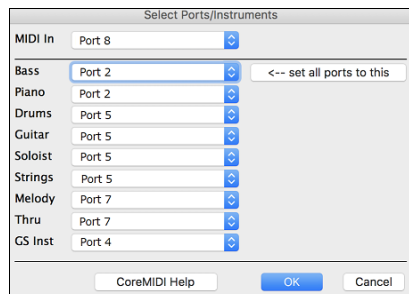 Select Ports/Instruments
MIDI In Port 8
Bass Port 2 <-- set all ports to this
Piano Port 2
Drums Port 5
Guitar Port 5
Soloist Port 5
Strings Port 5
Melody Port 7
Thru Port 7
GS Inst Port 4
CoreMIDI Help OK Cancel